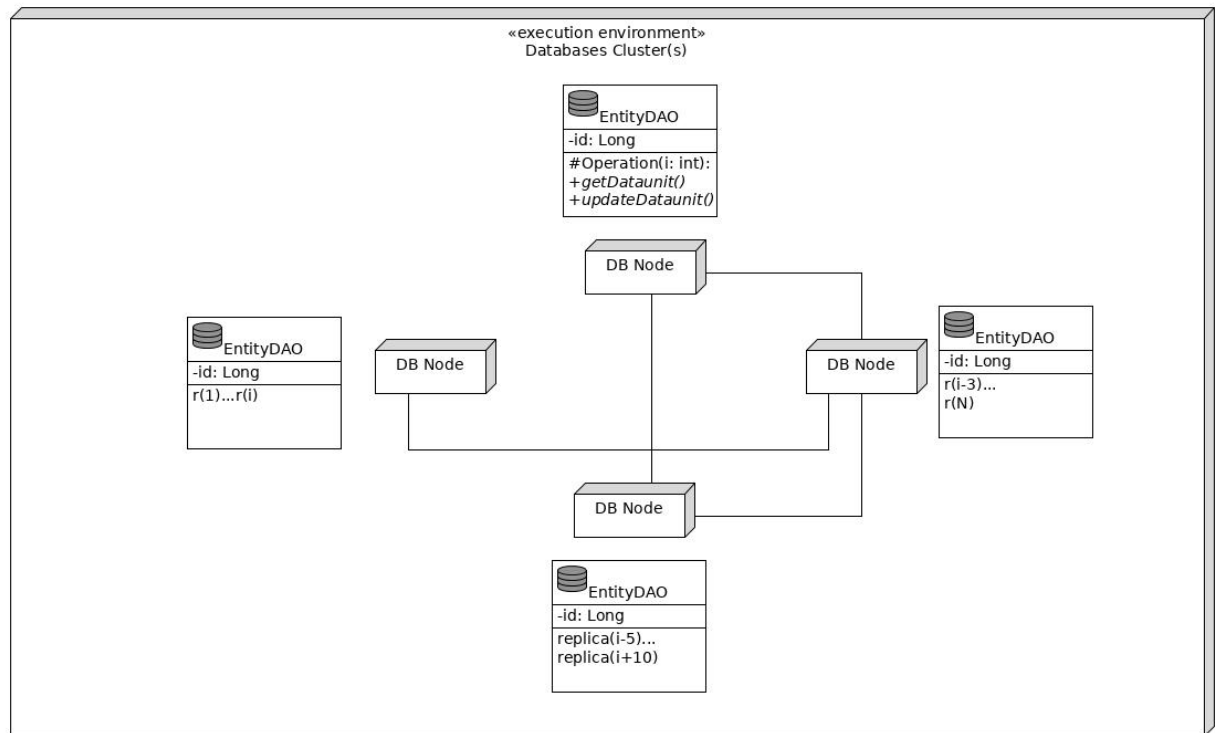 «execution environment»
Databases Cluster(s)
EntityDAO
-id: Long
#Operation(i: int):
+getDataunit()
+updateDataunit()
DB Node
EntityDAO
-id: Long
r(1)...r(i)
DB Node
DB Node
EntityDAO
-id: Long
r(i-3)...
r(N)
DB Node
EntityDAO
-id: Long
replica(i-5)...
replica(i+10)